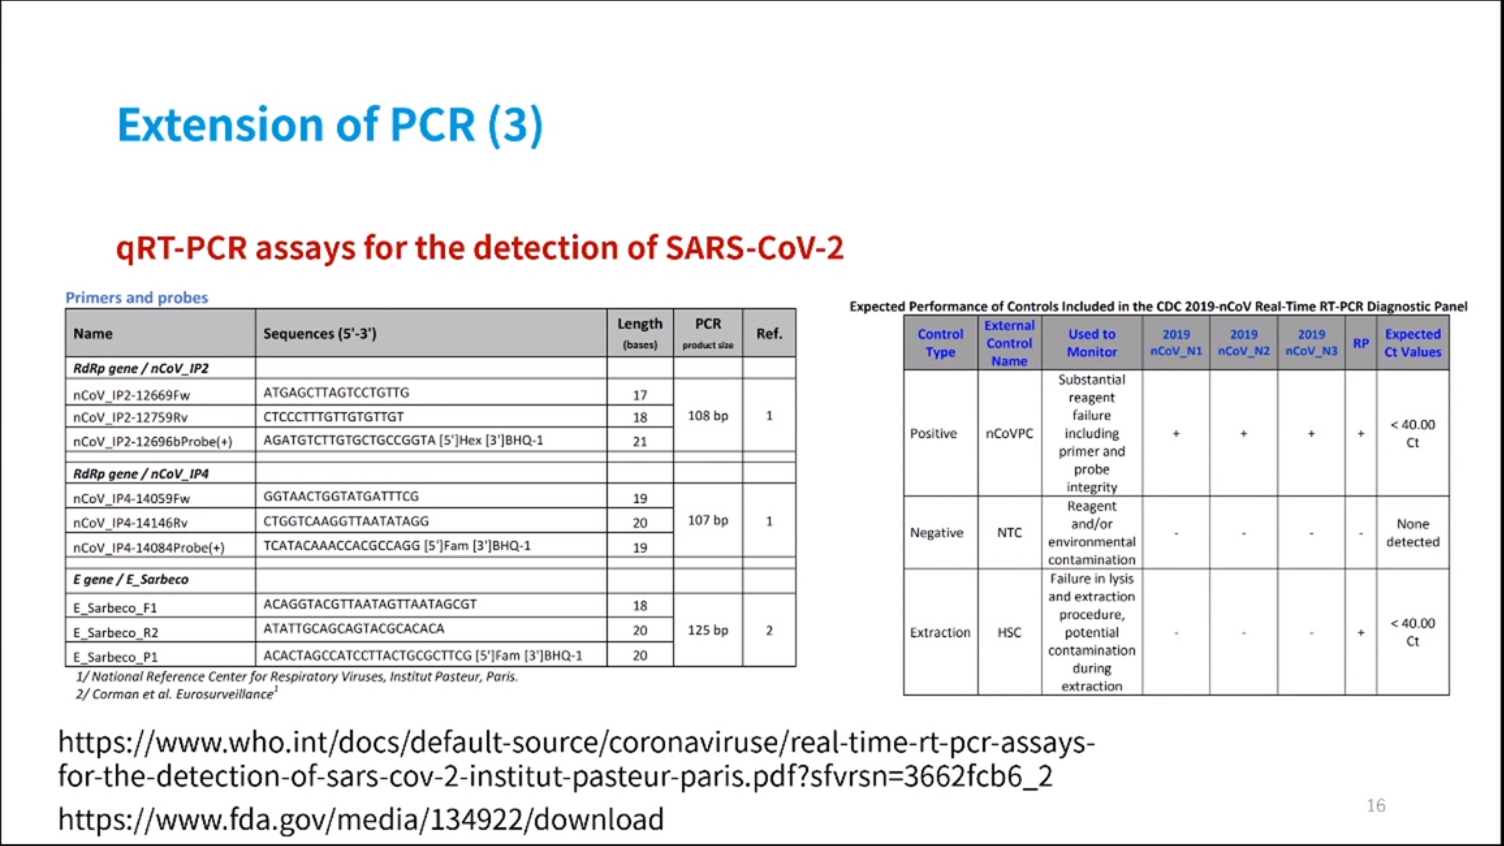 Extension of PCR (3)
qRT-PCR assays for the detection of SARS-CoV-2
Primers and probes
Name Sequences (5'-3') Length (bases) PCR product size Ref.
RdRp gene / nCoV_IP2
nCoV_IP2-12669Fw ATGAGCTTAGTCCTGTTG 17
nCoV_IP2-12759Rv CTCCCTTTGTTGTGTTGT 18 108 bp 1
nCoV_IP2-12696bProbe(+) AGATGTCTTGTGCTGCCGGTA [5']Hex [3']BHQ-1 21
RdRp gene / nCoV_IP4
nCoV_IP4-14059Fw GGTAACTGGTATGATTTCG 19
nCoV_IP4-14146Rv CTGGTCAAGGTTAATATAGG 20 107 bp 1
nCoV_IP4-14084Probe(+) TCATACAAACCACGCCAGG [5']Fam [3']BHQ-1 19
E gene / E_Sarbeco
E_Sarbeco_F1 ACAGGTACGTTAATAGTTAATAGCGT 18
E_Sarbeco_R2 ATATTGCAGCAGTACGCACACA 20 125 bp 2
E_Sarbeco_P1 ACACTAGCCATCCTTACTGCGCTTCG [5']Fam [3']BHQ-1 20
1/ National Reference Center for Respiratory Viruses, Institut Pasteur, Paris.
2/ Corman et al. Eurosurveillance1
Expected Performance of Controls Included in the CDC 2019-nCoV Real-Time RT-PCR Diagnostic Panel
Control Type External Control Name Used to Monitor 2019 nCoV_N1 2019 nCoV_N2 2019 nCoV_N3 RP Expected Ct Values
Positive nCoVPC Substantial reagent failure including primer and probe integrity + + + + < 40.00 Ct
Negative NTC Reagent and/or environmental contamination - - - - None detected
Extraction HSC Failure in lysis and extraction procedure, potential contamination during extraction - - - + < 40.00 Ct
https://www.who.int/docs/default-source/coronaviruse/real-time-rt-pcr-assays-
for-the-detection-of-sars-cov-2-institut-pasteur-paris.pdf?sfvrsn=3662fcb6_2
https://www.fda.gov/media/134922/download
16